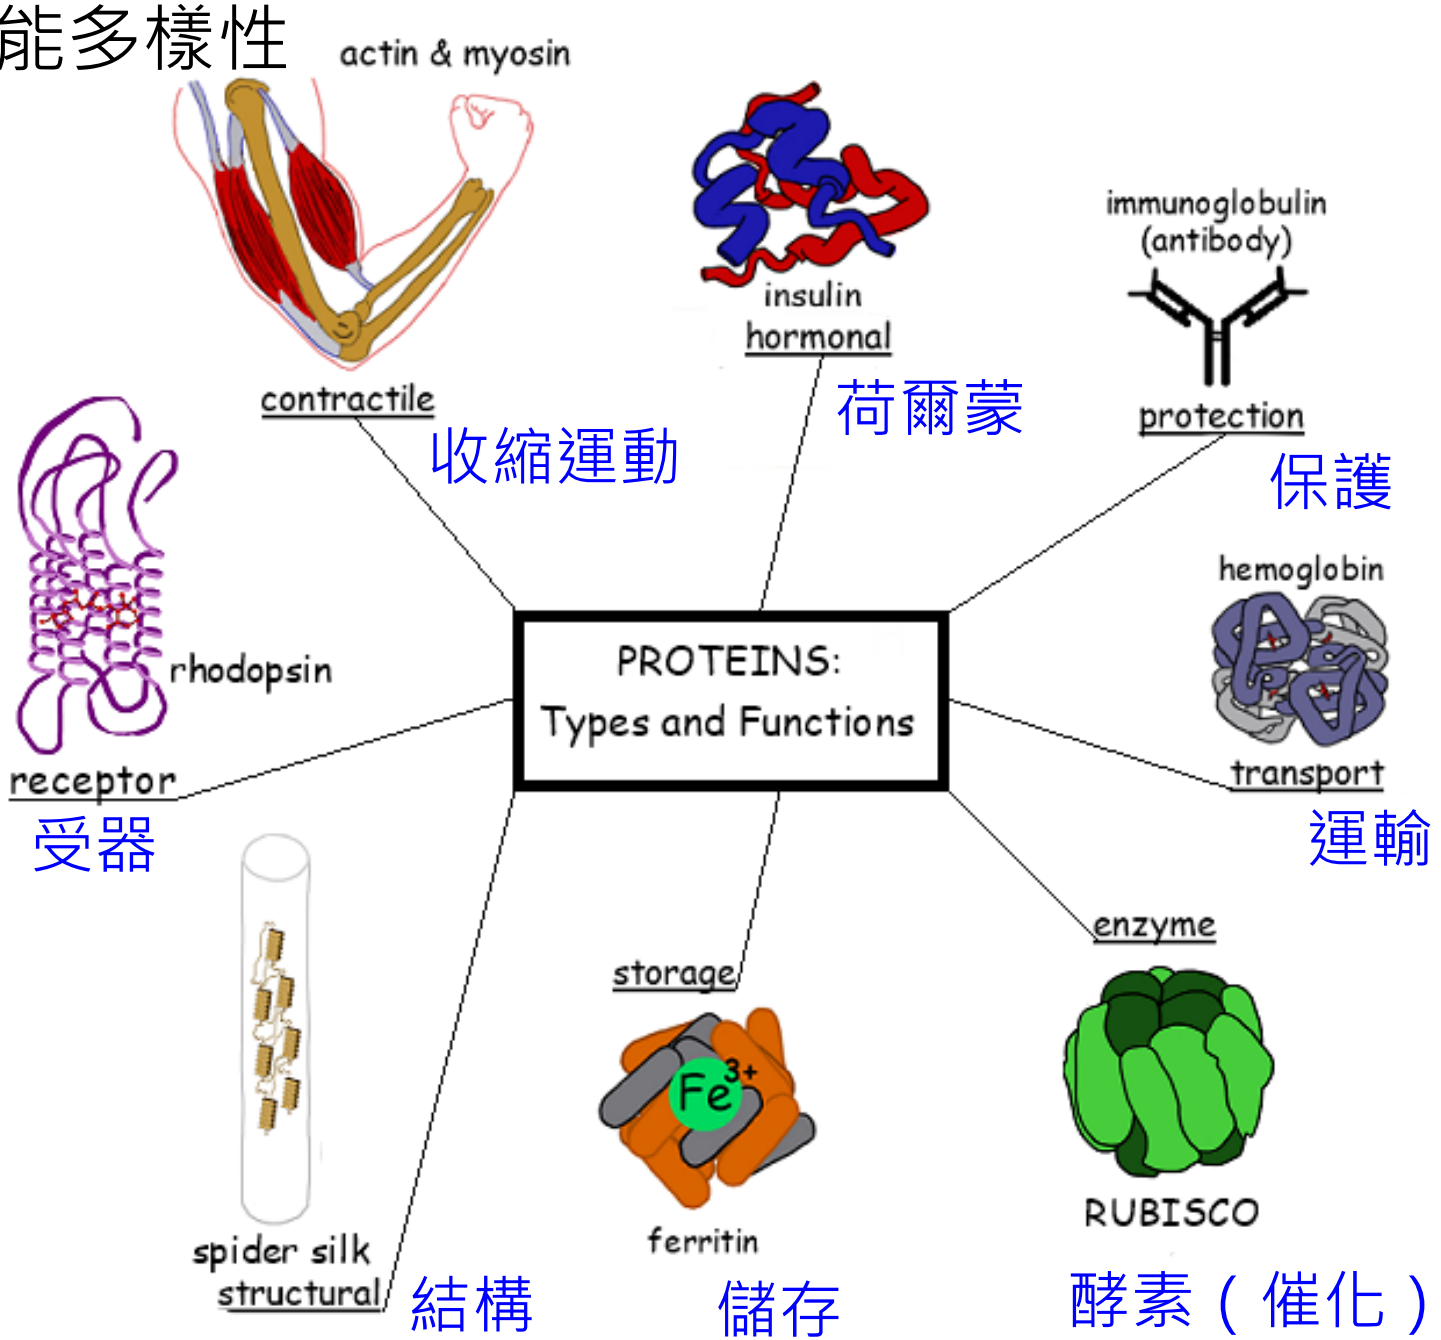 能多樣性
actin & myosin
contractile
收縮運動
insulin
hormonal
荷爾蒙
immunoglobulin
(antibody)
protection
保護
hemoglobin
transport
運輸
PROTEINS:
Types and Functions
rhodopsin
receptor
受器
enzyme
RUBISCO
酵素（催化）
storage
Fe3+
ferritin
儲存
spider silk
structural
結構